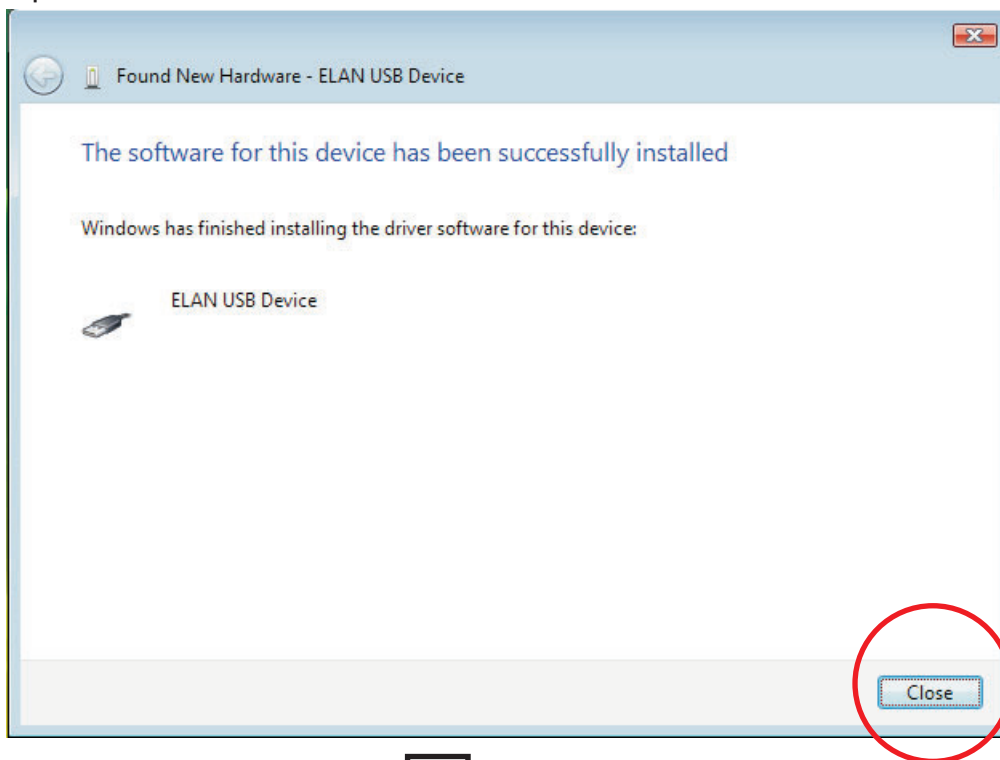 Found New Hardware - ELAN USB Device
The software for this device has been successfully installed
Windows has finished installing the driver software for this device:
ELAN USB Device
Close